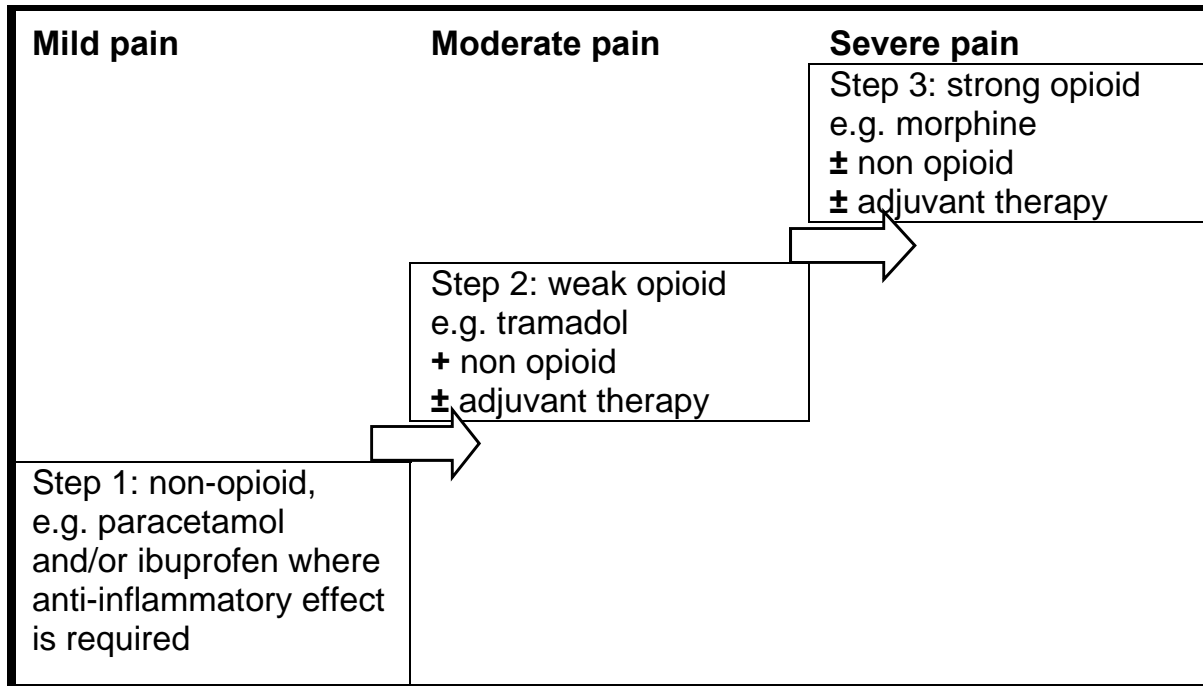 Mild pain
Moderate pain
Severe pain
Step 3: strong opioid
e.g. morphine
± non opioid
± adjuvant therapy
Step 2: weak opioid
e.g. tramadol
+ non opioid
± adjuvant therapy
Step 1: non-opioid,
e.g. paracetamol
and/or ibuprofen where
anti-inflammatory effect
is required